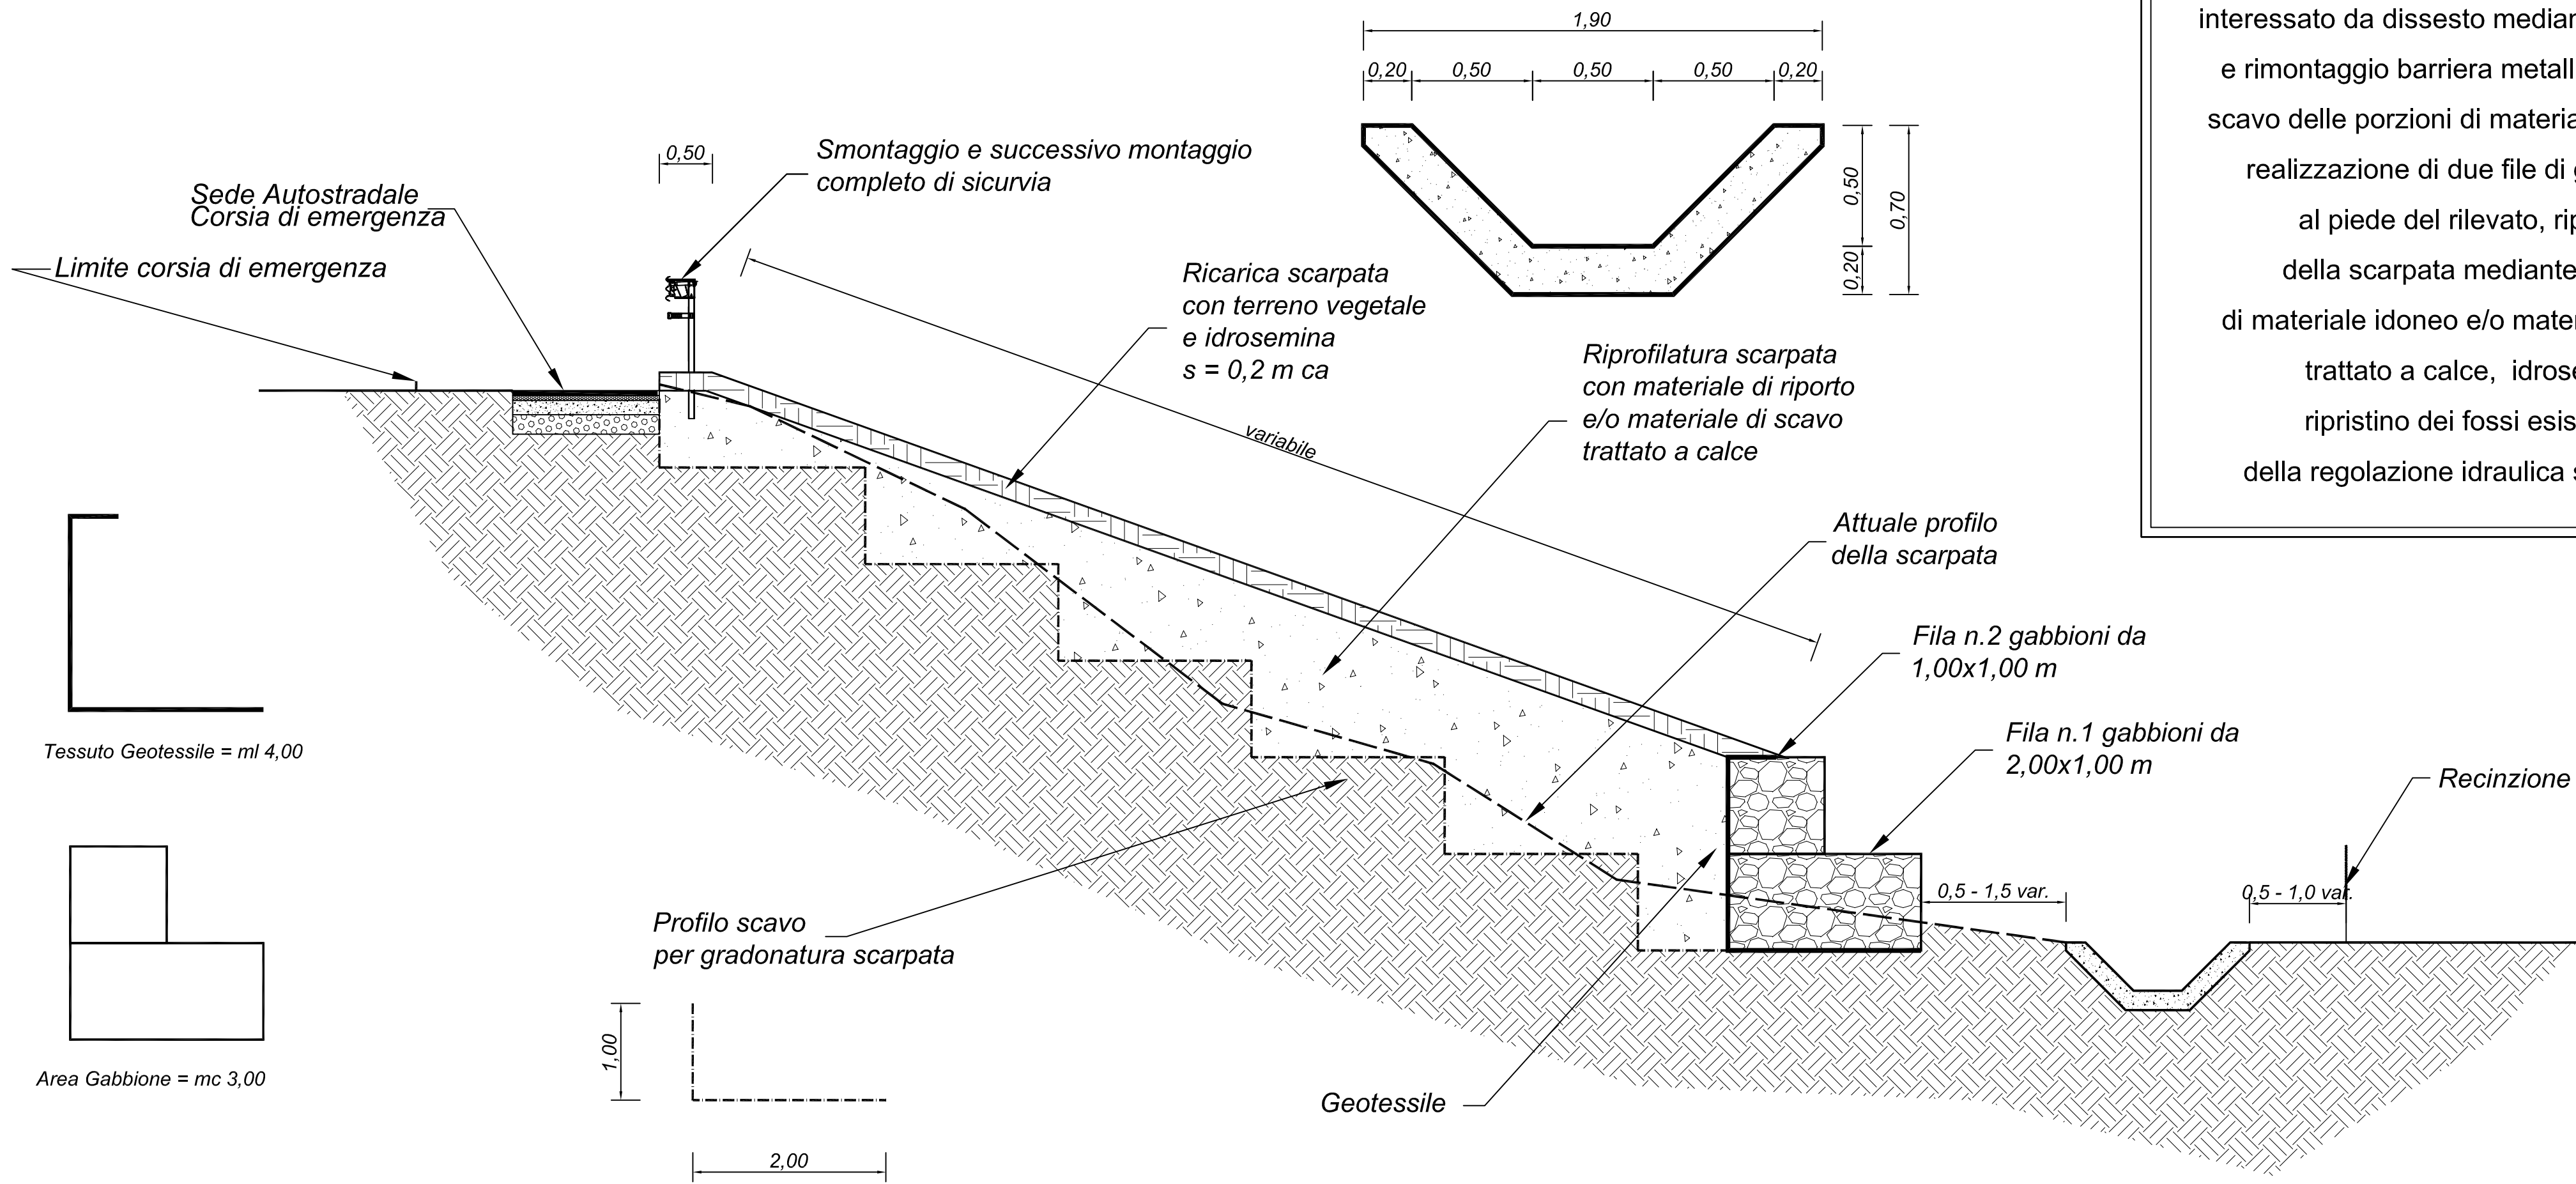 Sede Autostradale
Corsia di emergenza
Limite corsia di emergenza
0,50
Smontaggio e successivo montaggio
completo di sicurvia
1,90
0,20 0,50 0,50 0,50 0,20
0,50
0,20
0,70
Ricarica scarpata
con terreno vegetale
e idrosemina
s = 0,2 m ca
variabile
Riprofilatura scarpata
con materiale di riporto
e/o materiale di scavo
trattato a calce
Attuale profilo
della scarpata
Fila n.2 gabbioni da
1,00x1,00 m
Fila n.1 gabbioni da
2,00x1,00 m
Recinzione
0,5 - 1,5 var.
0,5 - 1,0 var.
Tessuto Geotessile = ml 4,00
Area Gabbione = mc 3,00
Profilo scavo
per gradonatura scarpata
1,00
2,00
Geotessile
interessato da dissesto
e rimontaggio barriera
scavo delle porzioni di
realizzazione di due file di
al piede del rilevato,
della scarpata mediante
di materiale idoneo e/o
trattato a calce,
ripristino dei fossi
della regolazione idraulica